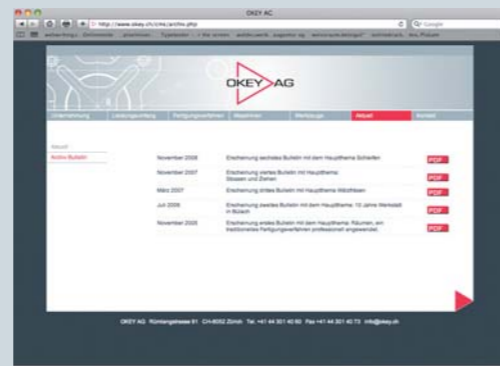 OKEY AG
http://www.okey.ch/cms/archiv.php
Google
OKEY AG
Unternehmung Leistungsumfang Fertigungsverfahren Maschinen Werkzeuge Aktuell Kontakt
Aktuell
Archiv Bulletin
November 2008 Erscheinung sechstes Bulletin mit dem Hauptthema Schleifen PDF
November 2007 Erscheinung viertes Bulletin mit Hauptthema:
Stossen und Ziehen PDF
März 2007 Erscheinung drittes Bulletin mit Hauptthema Wälzfräsen PDF
Juli 2006 Erscheinung zweites Bulletin mit dem Hauptthema: 10 Jahre Werkstatt
in Bülach PDF
November 2005 Erscheinung erstes Bulletin mit dem Hauptthema: Räumen, ein
traditionelles Fertigungsverfahren professionell angewendet. PDF
OKEY AG Rümlangstrasse 91 CH-8052 Zürich Tel. +41 44 301 40 60 Fax +41 44 301 40 73 info@okey.ch